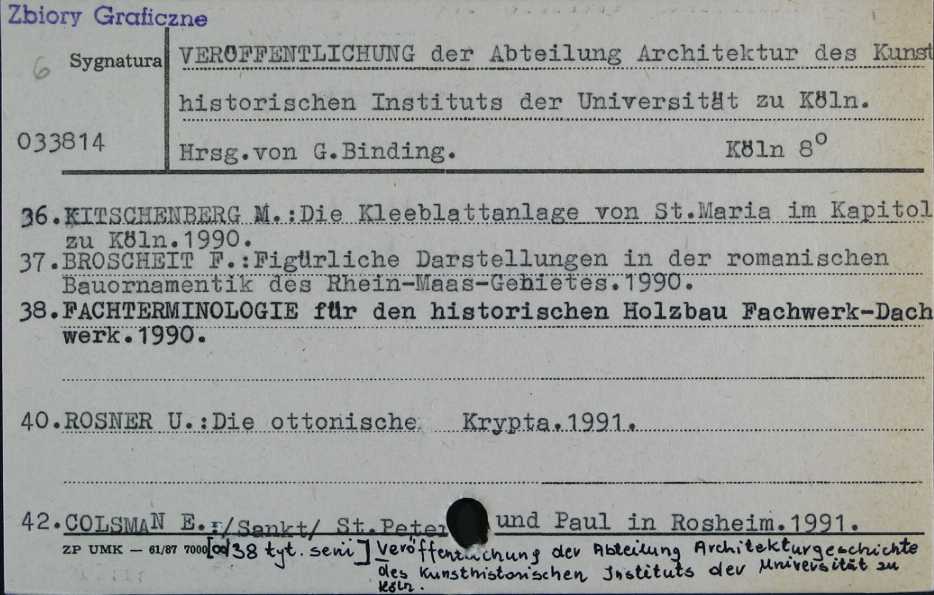 Zbiory Graficzne
6 Sygnatura
VERÖFFENTLICHUNG der Abteilung Architektur des Kunst
historischen Instituts der Universität zu Köln.
033814
Hrsg.von G.Binding. Köln 8°
36.KITSCHENBERG M.:Die Kleeblattanlage von St.Maria im Kapitol
zu Köln.1990.
37.BROSCHEIT F.:Figürliche Darstellungen in der romanischen
Bauornamentik des Rhein-Maas-Gebietes.1990.
38.FACHTERMINOLOGIE für den historischen Holzbau Fachwerk-Dach
werk.1990.
40.ROSNER U.:Die ottonische Krypta.1991.
42.COLSMAN E.:/Sankt/ St.Peter und Paul in Rosheim.1991.
ZP UMK — 61/87 7000 [od 38 tyt. serii] Veröffentlichung der Abteilung Architekturgeschichte
des Kunsthistorischen Instituts der Universität zu
Köln.